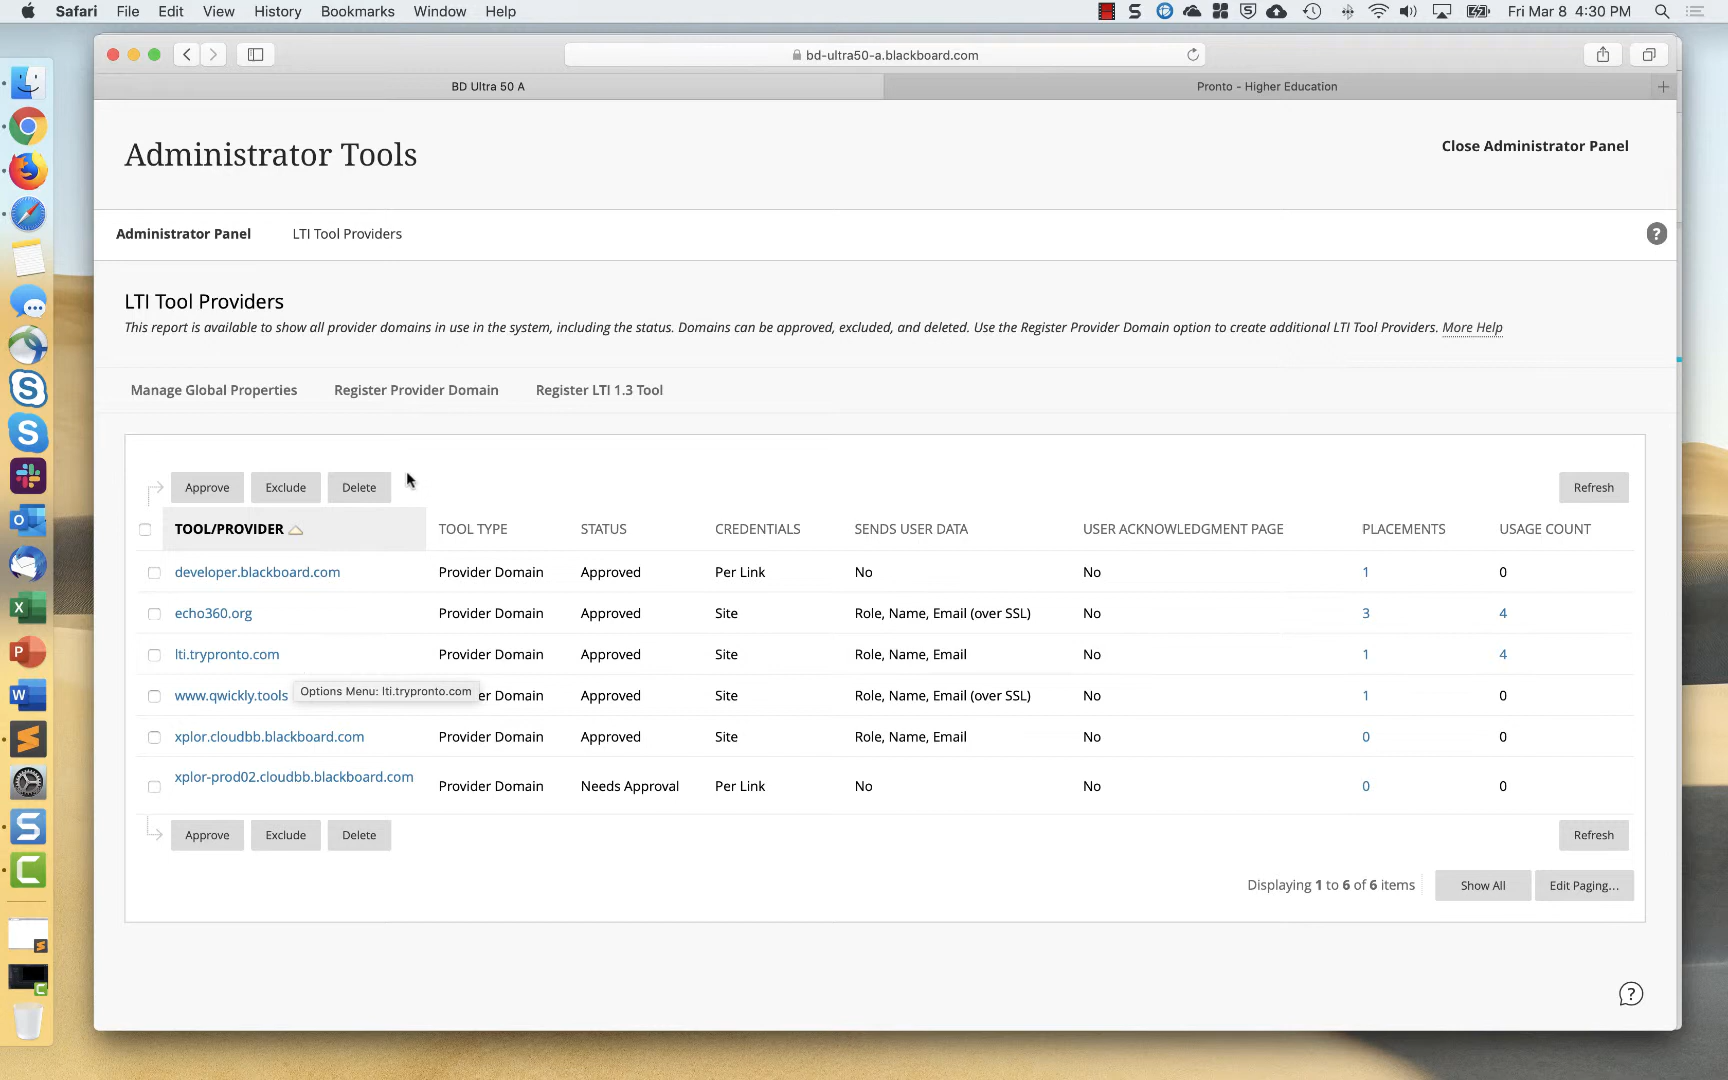 Safari File Edit View History Bookmarks Window Help Fri Mar 8 4:30 PM
bd-ultra50-a.blackboard.com
BD Ultra 50 A Pronto - Higher Education
Administrator Tools
Close Administrator Panel
Administrator Panel LTI Tool Providers ?
LTI Tool Providers
This report is available to show all provider domains in use in the system, including the status. Domains can be approved, excluded, and deleted. Use the Register Provider Domain option to create additional LTI Tool Providers. More Help
Manage Global Properties Register Provider Domain Register LTI 1.3 Tool
Approve Exclude Delete Refresh
TOOL/PROVIDER TOOL TYPE STATUS CREDENTIALS SENDS USER DATA USER ACKNOWLEDGMENT PAGE PLACEMENTS USAGE COUNT
developer.blackboard.com Provider Domain Approved Per Link No No 1 0
echo360.org Provider Domain Approved Site Role, Name, Email (over SSL) No 3 4
lti.trypronto.com Provider Domain Approved Site Role, Name, Email No 1 4
www.qwickly.tools Options Menu: lti.trypronto.com er Domain Approved Site Role, Name, Email (over SSL) No 1 0
xplor.cloudbb.blackboard.com Provider Domain Approved Site Role, Name, Email No 0 0
xplor-prod02.cloudbb.blackboard.com Provider Domain Needs Approval Per Link No No 0 0
Approve Exclude Delete Refresh
Displaying 1 to 6 of 6 items Show All Edit Paging...
?